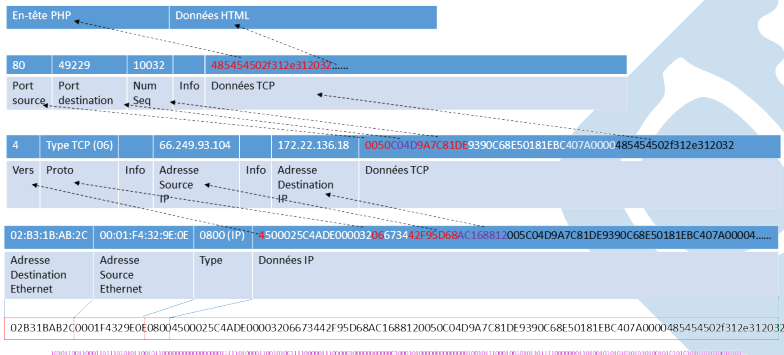 En-tête PHP Données HTML
80 49229 10032 485454502f312e312032......
Port source Port destination Num Seq Info Données TCP
4 Type TCP (06) 66.249.93.104 172.22.136.18 0050C04D9A7C81DE9390C68E50181EBC407A0000485454502f312e312032
Vers Proto Info Adresse Source IP Info Adresse Destination IP Données TCP
02:B3:1B:AB:2C 00:01:F4:32:9E:0E 0800 (IP) 4500025C4ADE00003206673442F95D68AC168812005C04D9A7C81DE9390C68E50181EBC407A00004......
Adresse Destination Ethernet Adresse Source Ethernet Type Données IP
02B31BAB2C0001F4329E0E08004500025C4ADE00003206673442F95D68AC1688120050C04D9A7C81DE9390C68E50181EBC407A0000485454502f312e312032